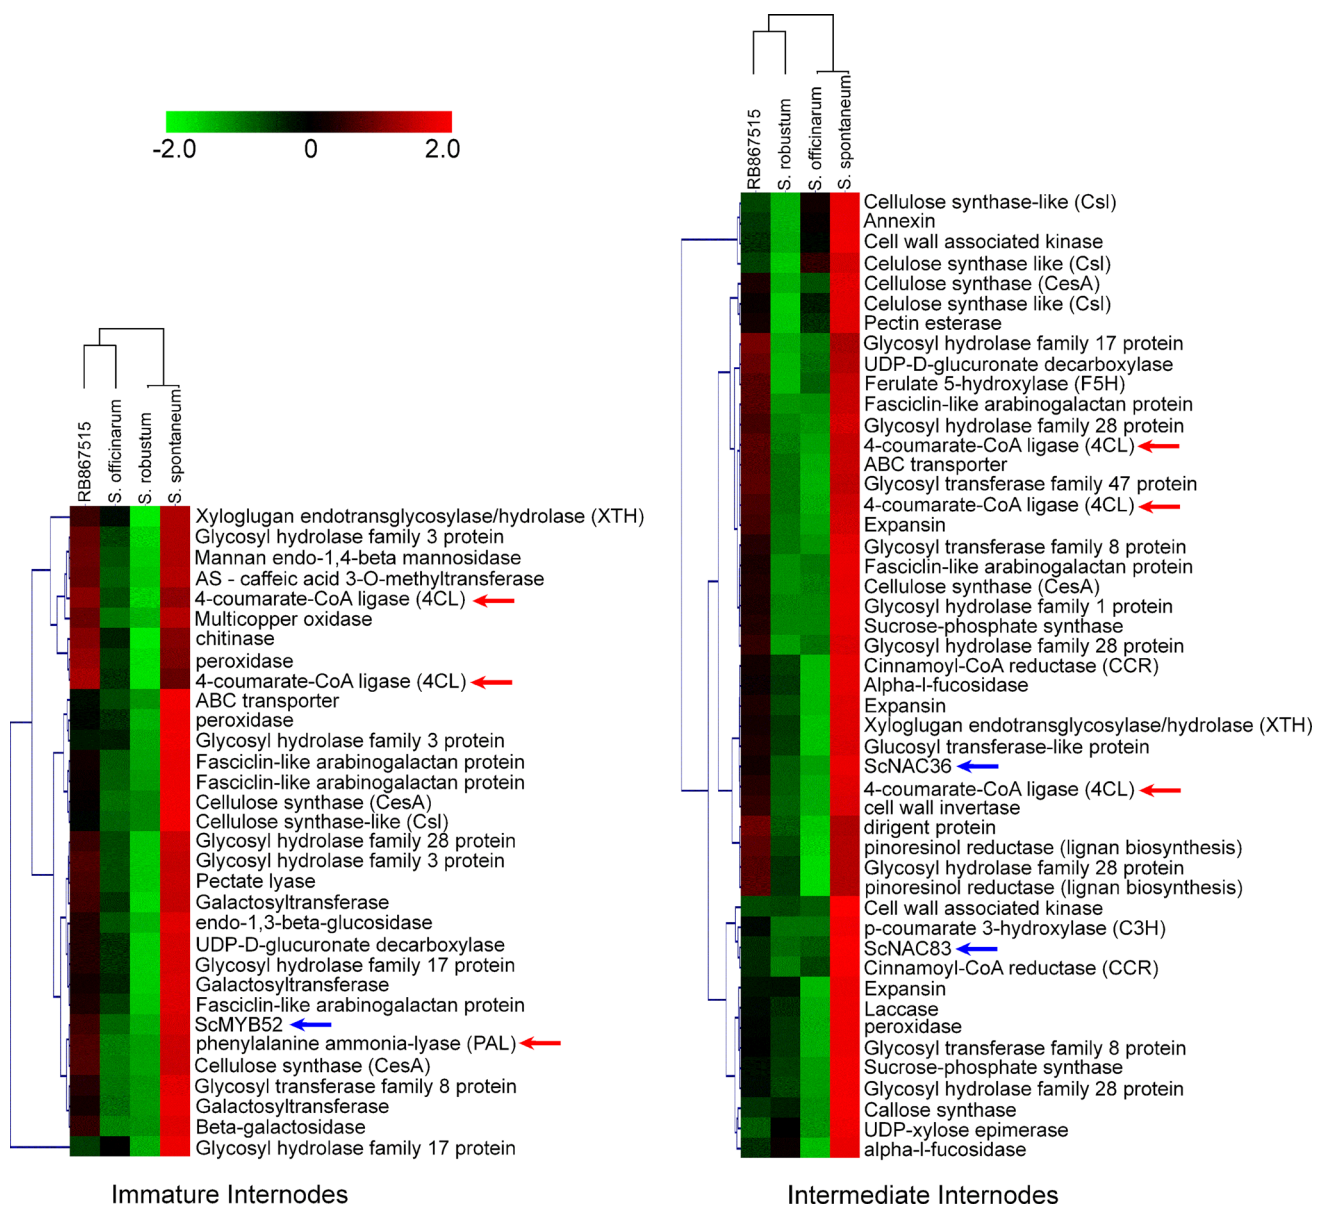 -2.0 0 2.0
RB867515
S. officinarum
S. robustum
S. spontaneum
Xyloglugan endotransglycosylase/hydrolase (XTH)
Glycosyl hydrolase family 3 protein
Mannan endo-1,4-beta mannosidase
AS - caffeic acid 3-O-methyltransferase
4-coumarate-CoA ligase (4CL)
Multicopper oxidase
chitinase
peroxidase
4-coumarate-CoA ligase (4CL)
ABC transporter
peroxidase
Glycosyl hydrolase family 3 protein
Fasciclin-like arabinogalactan protein
Fasciclin-like arabinogalactan protein
Cellulose synthase (CesA)
Cellulose synthase-like (Csl)
Glycosyl hydrolase family 28 protein
Glycosyl hydrolase family 3 protein
Pectate lyase
Galactosyltransferase
endo-1,3-beta-glucosidase
UDP-D-glucuronate decarboxylase
Glycosyl hydrolase family 17 protein
Galactosyltransferase
Fasciclin-like arabinogalactan protein
ScMYB52
phenylalanine ammonia-lyase (PAL)
Cellulose synthase (CesA)
Glycosyl transferase family 8 protein
Galactosyltransferase
Beta-galactosidase
Glycosyl hydrolase family 17 protein
Immature Internodes
RB867515
S. robustum
S. officinarum
S. spontaneum
Cellulose synthase-like (Csl)
Annexin
Cell wall associated kinase
Celulose synthase like (Csl)
Cellulose synthase (CesA)
Celulose synthase like (Csl)
Pectin esterase
Glycosyl hydrolase family 17 protein
UDP-D-glucuronate decarboxylase
Ferulate 5-hydroxylase (F5H)
Fasciclin-like arabinogalactan protein
Glycosyl hydrolase family 28 protein
4-coumarate-CoA ligase (4CL)
ABC transporter
Glycosyl transferase family 47 protein
4-coumarate-CoA ligase (4CL)
Expansin
Glycosyl transferase family 8 protein
Fasciclin-like arabinogalactan protein
Cellulose synthase (CesA)
Glycosyl hydrolase family 1 protein
Sucrose-phosphate synthase
Glycosyl hydrolase family 28 protein
Cinnamoyl-CoA reductase (CCR)
Alpha-l-fucosidase
Expansin
Xyloglugan endotransglycosylase/hydrolase (XTH)
Glucosyl transferase-like protein
ScNAC36
4-coumarate-CoA ligase (4CL)
cell wall invertase
dirigent protein
pinoresinol reductase (lignan biosynthesis)
Glycosyl hydrolase family 28 protein
pinoresinol reductase (lignan biosynthesis)
Cell wall associated kinase
p-coumarate 3-hydroxylase (C3H)
ScNAC83
Cinnamoyl-CoA reductase (CCR)
Expansin
Laccase
peroxidase
Glycosyl transferase family 8 protein
Sucrose-phosphate synthase
Glycosyl hydrolase family 28 protein
Callose synthase
UDP-xylose epimerase
alpha-l-fucosidase
Intermediate Internodes